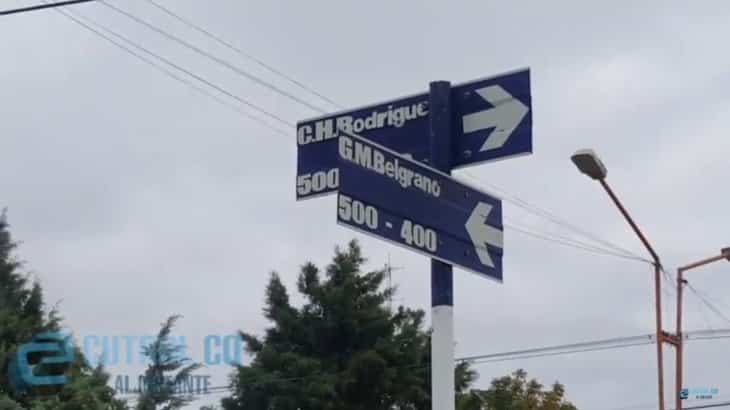 C.H.Rodrigue
500
G.M.Belgrano
500 - 400
CUTRAL CO
AL INSTANTE